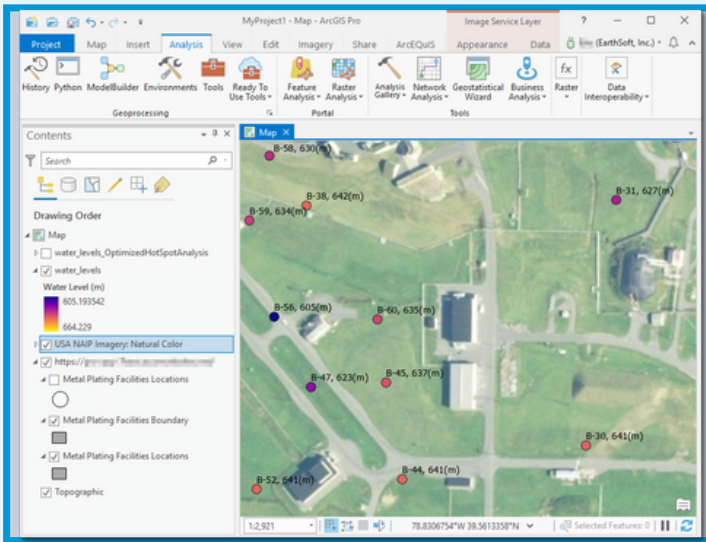 MyProject1 - Map - ArcGIS Pro
Image Service Layer
?
Project Map Insert Analysis View Edit Imagery Share ArcEQuIS Appearance Data (EarthSoft, Inc.)
fx
History Python ModelBuilder Environments Tools Ready To Use Tools
Feature Analysis Raster Analysis
Analysis Gallery Network Analysis Geostatistical Wizard Business Analysis Raster Data Interoperability
Geoprocessing Portal Tools
Contents
Map
Search
Drawing Order
Map
water_levels_OptimizedHotSpotAnalysis
water_levels
Water Level (m)
605.193542
664.229
USA NAIP Imagery: Natural Color
https://
Metal Plating Facilities Locations
Metal Plating Facilities Boundary
Metal Plating Facilities Locations
Topographic
B-58, 630(m)
B-38, 642(m)
B-31, 627(m)
B-59, 634(m)
B-56, 605(m)
B-60, 635(m)
B-47, 623(m)
B-45, 637(m)
B-30, 641(m)
B-44, 641(m)
B-52, 641(m)
1:2,921
78.8306754°W 39.5613358°N
Selected Features: 0